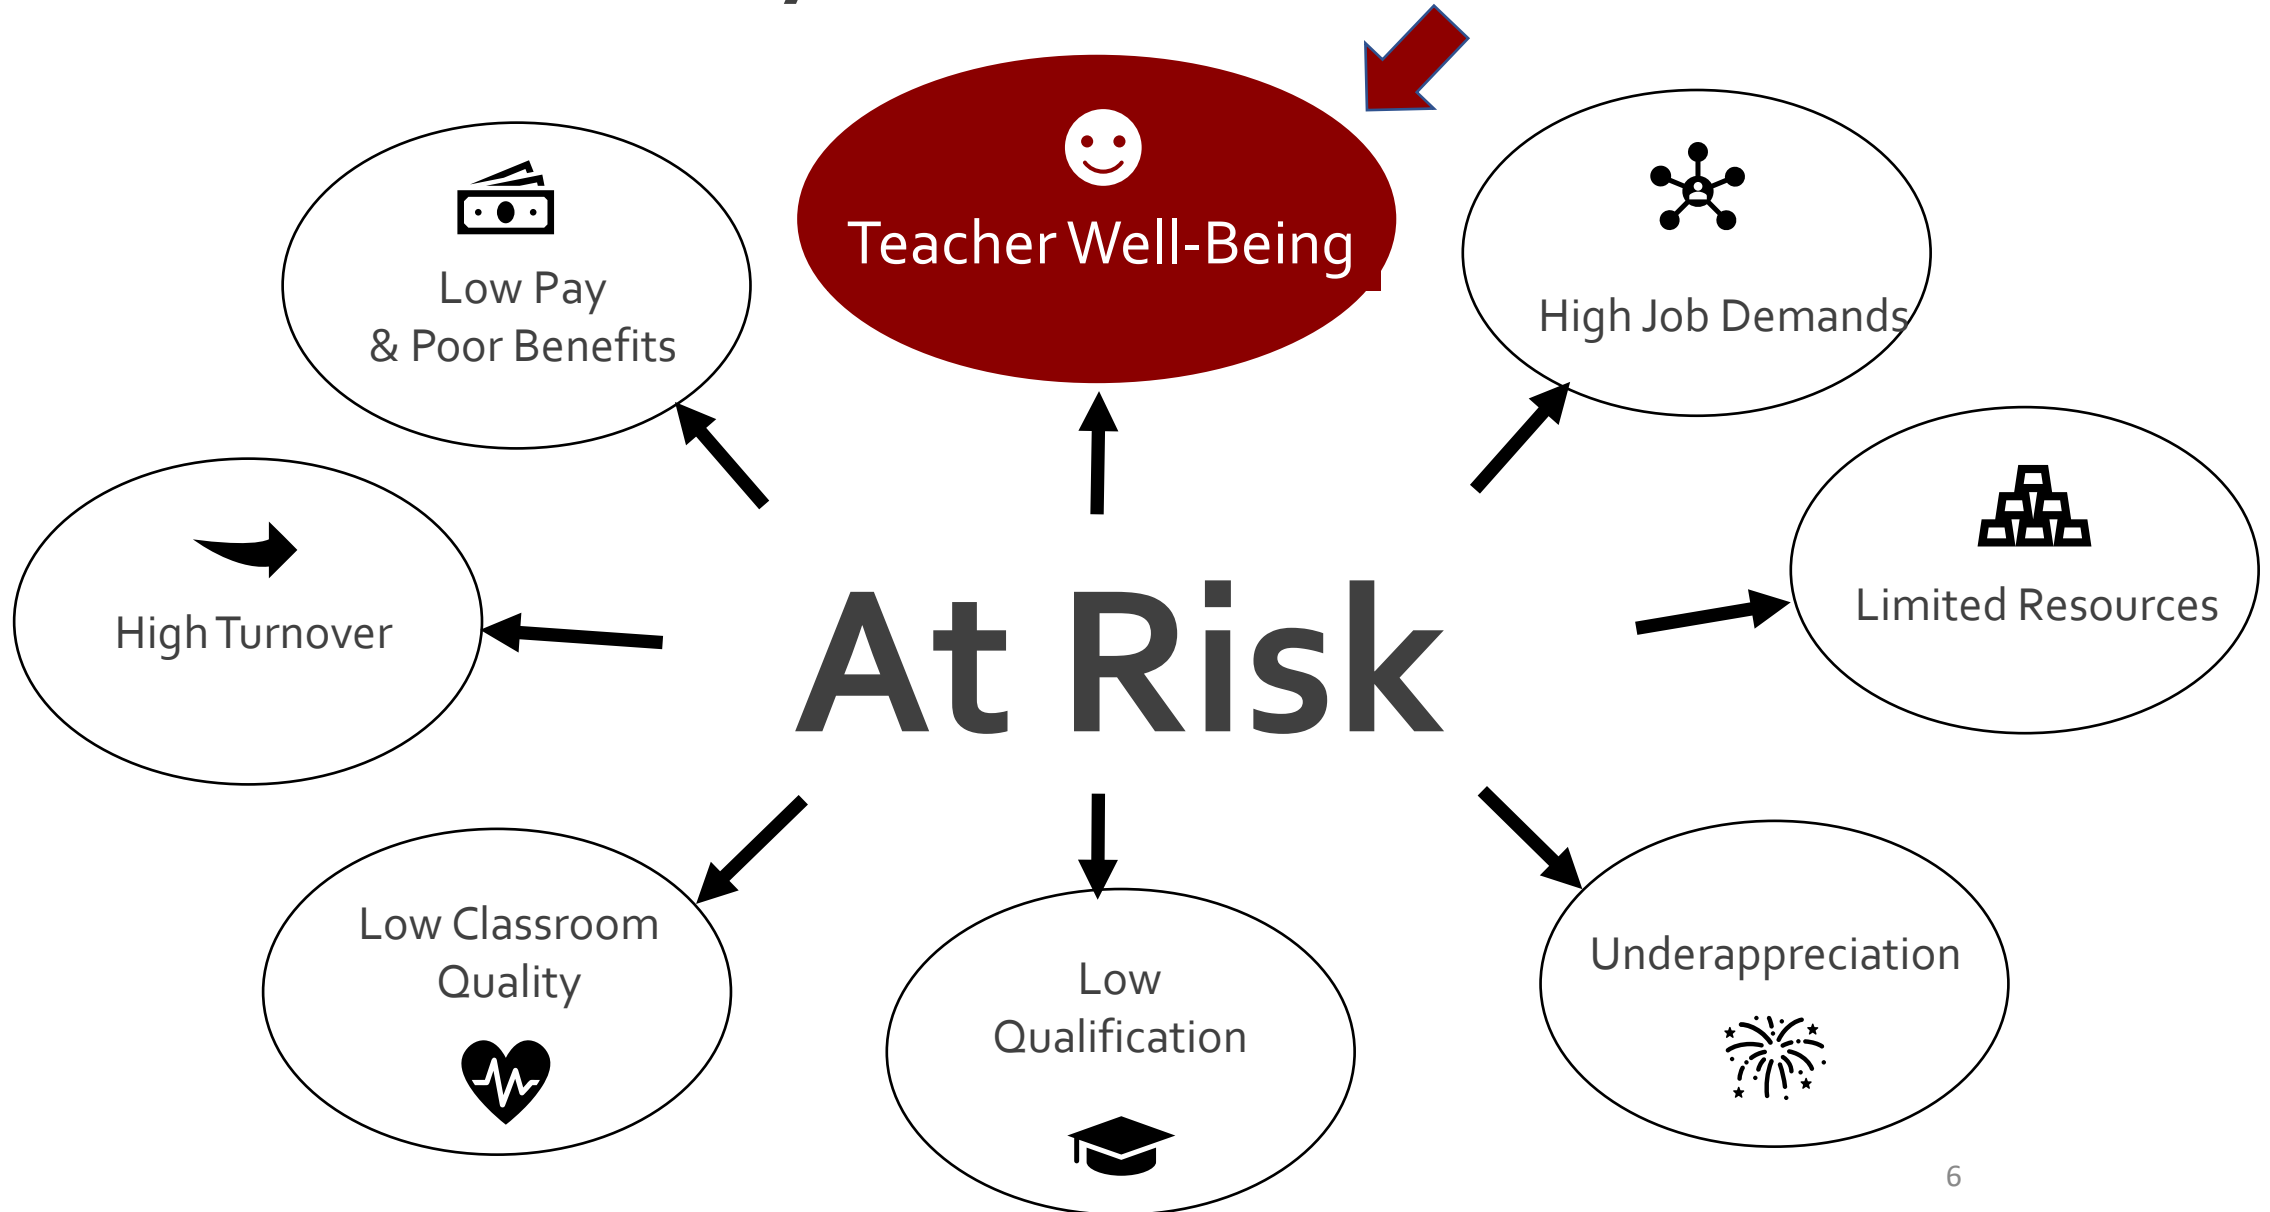 Teacher Well-Being
Low Pay
& Poor Benefits
High Job Demands
High Turnover
At Risk
Limited Resources
Low Classroom
Quality
Low
Qualification
Underappreciation
6